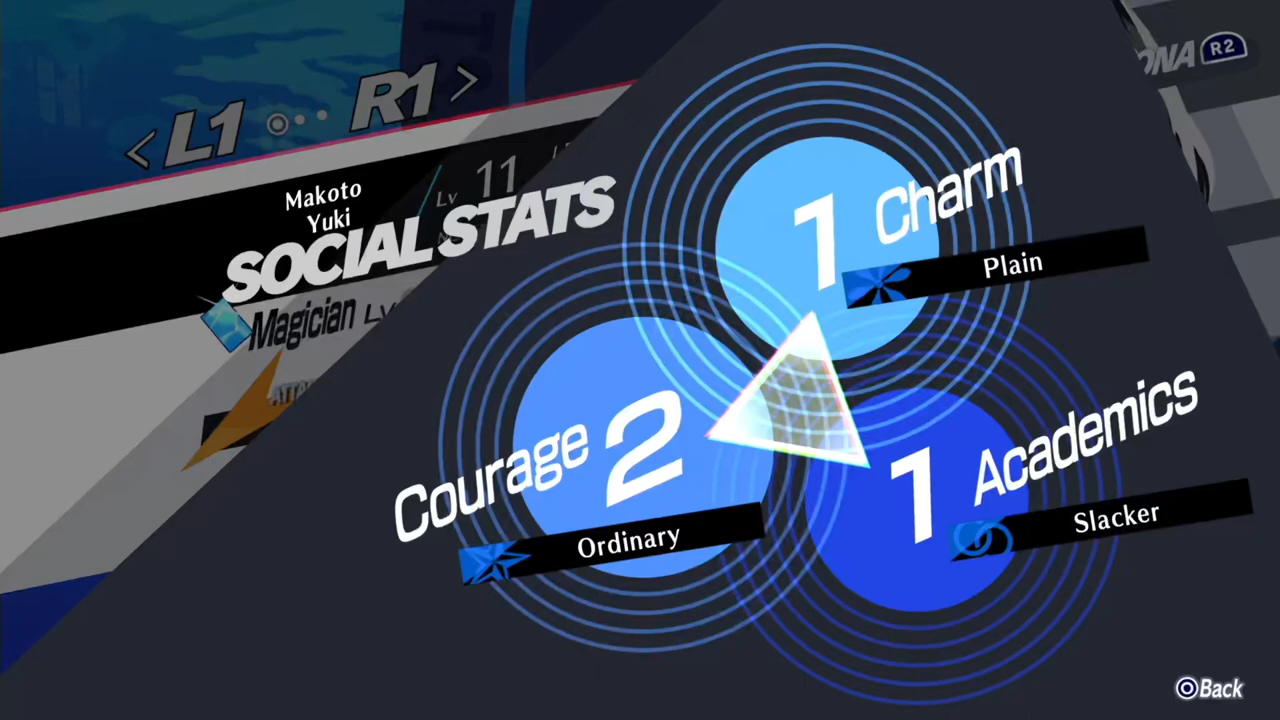 < L1 R1 >
R2
Makoto
Yuki
Lv 11
SOCIAL STATS
Magician Lv
1 Charm
Plain
Courage 2
Ordinary
1 Academics
Slacker
Back